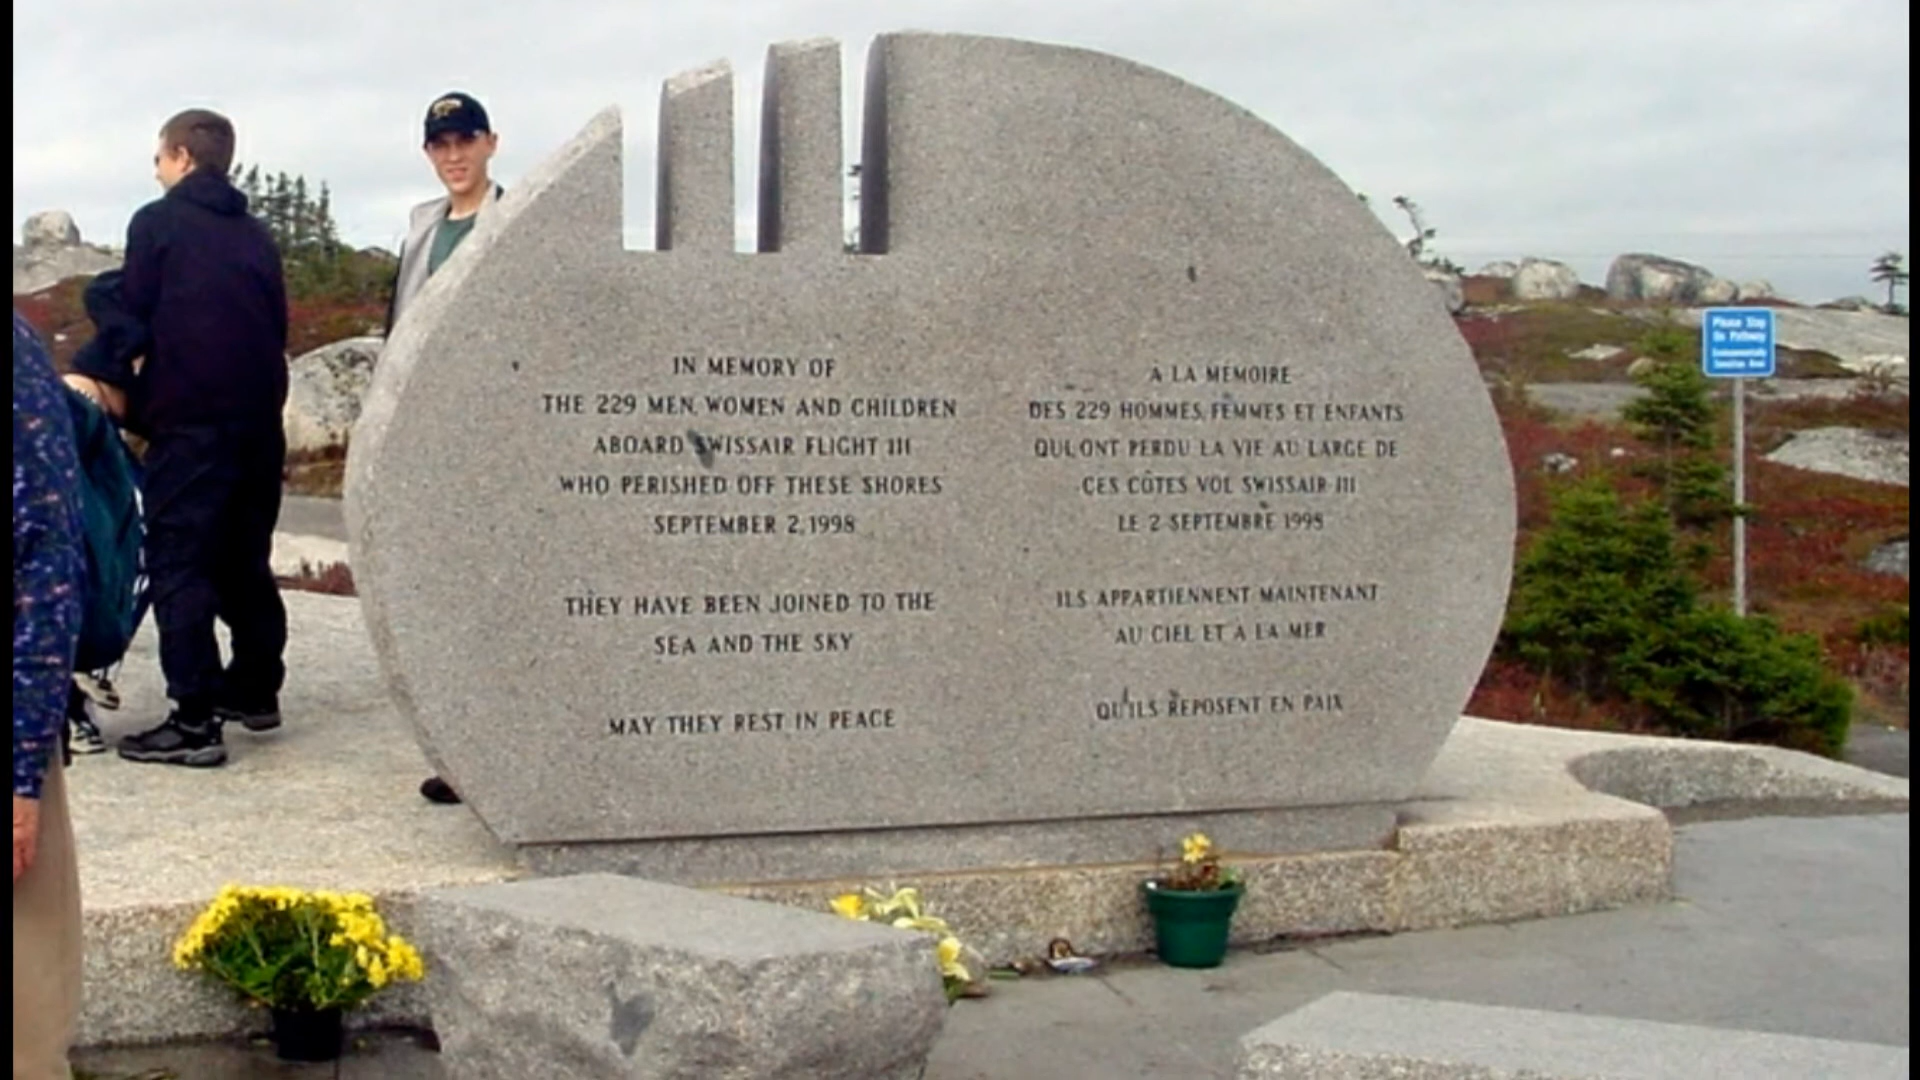 IN MEMORY OF
THE 229 MEN, WOMEN AND CHILDREN
ABOARD SWISSAIR FLIGHT 111
WHO PERISHED OFF THESE SHORES
SEPTEMBER 2, 1998
THEY HAVE BEEN JOINED TO THE
SEA AND THE SKY
MAY THEY REST IN PEACE
A LA MEMOIRE
DES 229 HOMMES, FEMMES ET ENFANTS
QUI ONT PERDU LA VIE AU LARGE DE
CES CÔTES VOL SWISSAIR 111
LE 2 SEPTEMBRE 1998
ILS APPARTIENNENT MAINTENANT
AU CIEL ET A LA MER
QU'ILS REPOSENT EN PAIX
Please Stay
On Pathway
Environmentally
Sensitive Area